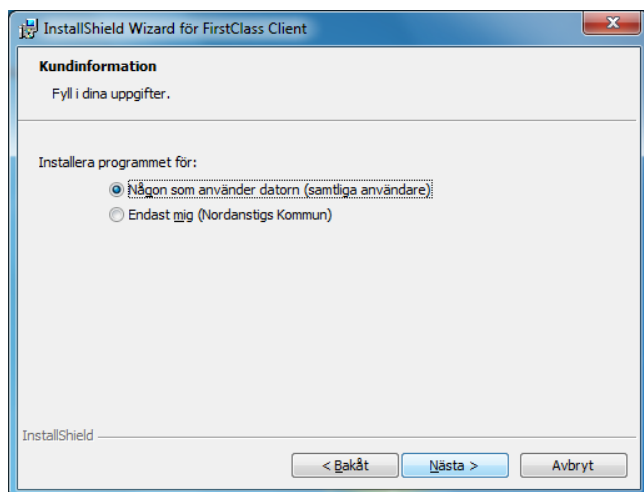 InstallShield Wizard för FirstClass Client
Kundinformation
Fyll i dina uppgifter.
Installera programmet för:
Någon som använder datorn (samtliga användare)
Endast mig (Nordanstigs Kommun)
InstallShield
< Bakåt
Nästa >
Avbryt